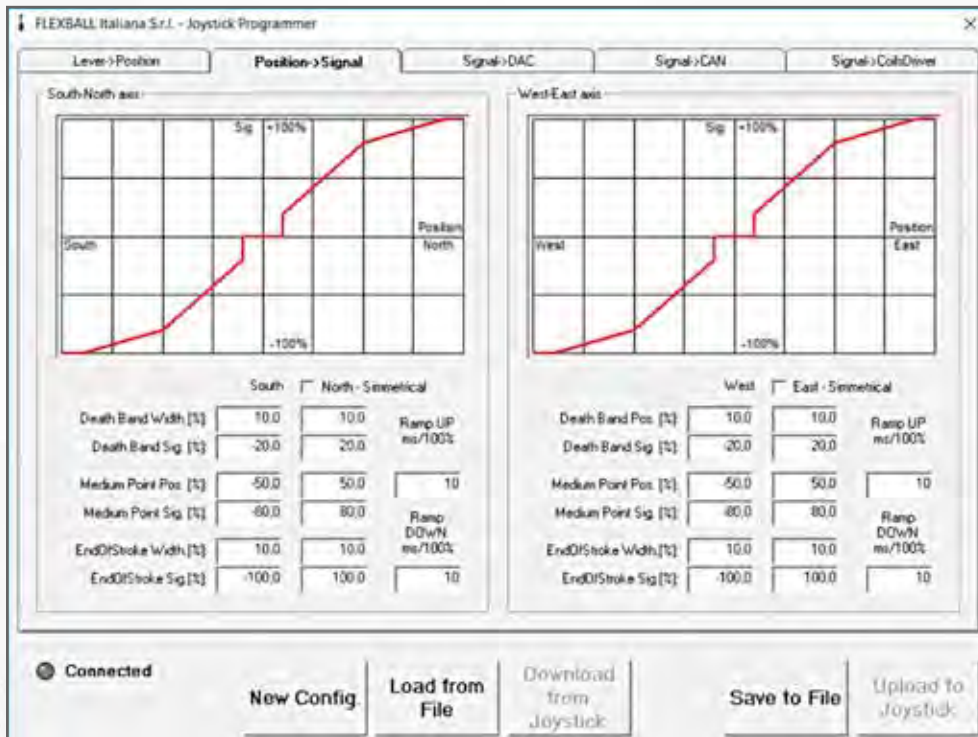 FLEXBALL Italiana S.r.l. - Joystick Programmer
Lever->Position Position->Signal Signal->DAC Signal->CAN Signal->CoilsDriver
South-North axis
Sig +100%
Position
South North
-100%
South North - Simmetrical
Death Band Width [%] 10.0 10.0 Ramp UP
ms/100%
Death Band Sig. [%] -20.0 20.0
Medium Point Pos. [%] -50.0 50.0 10
Medium Point Sig. [%] -80.0 80.0 Ramp
DOWN
ms/100%
EndOfStroke Width [%] 10.0 10.0
EndOfStroke Sig [%] -100.0 100.0 10
West-East axis
Sig +100%
Position
West East
-100%
West East - Simmetrical
Death Band Pos. [%] 10.0 10.0 Ramp UP
ms/100%
Death Band Sig. [%] -20.0 20.0
Medium Point Pos. [%] -50.0 50.0 10
Medium Point Sig. [%] -80.0 80.0 Ramp
DOWN
ms/100%
EndOfStroke Width [%] 10.0 10.0
EndOfStroke Sig [%] -100.0 100.0 10
Connected
New Config.
Load from
File
Download
from
Joystick
Save to File
Upload to
Joystick